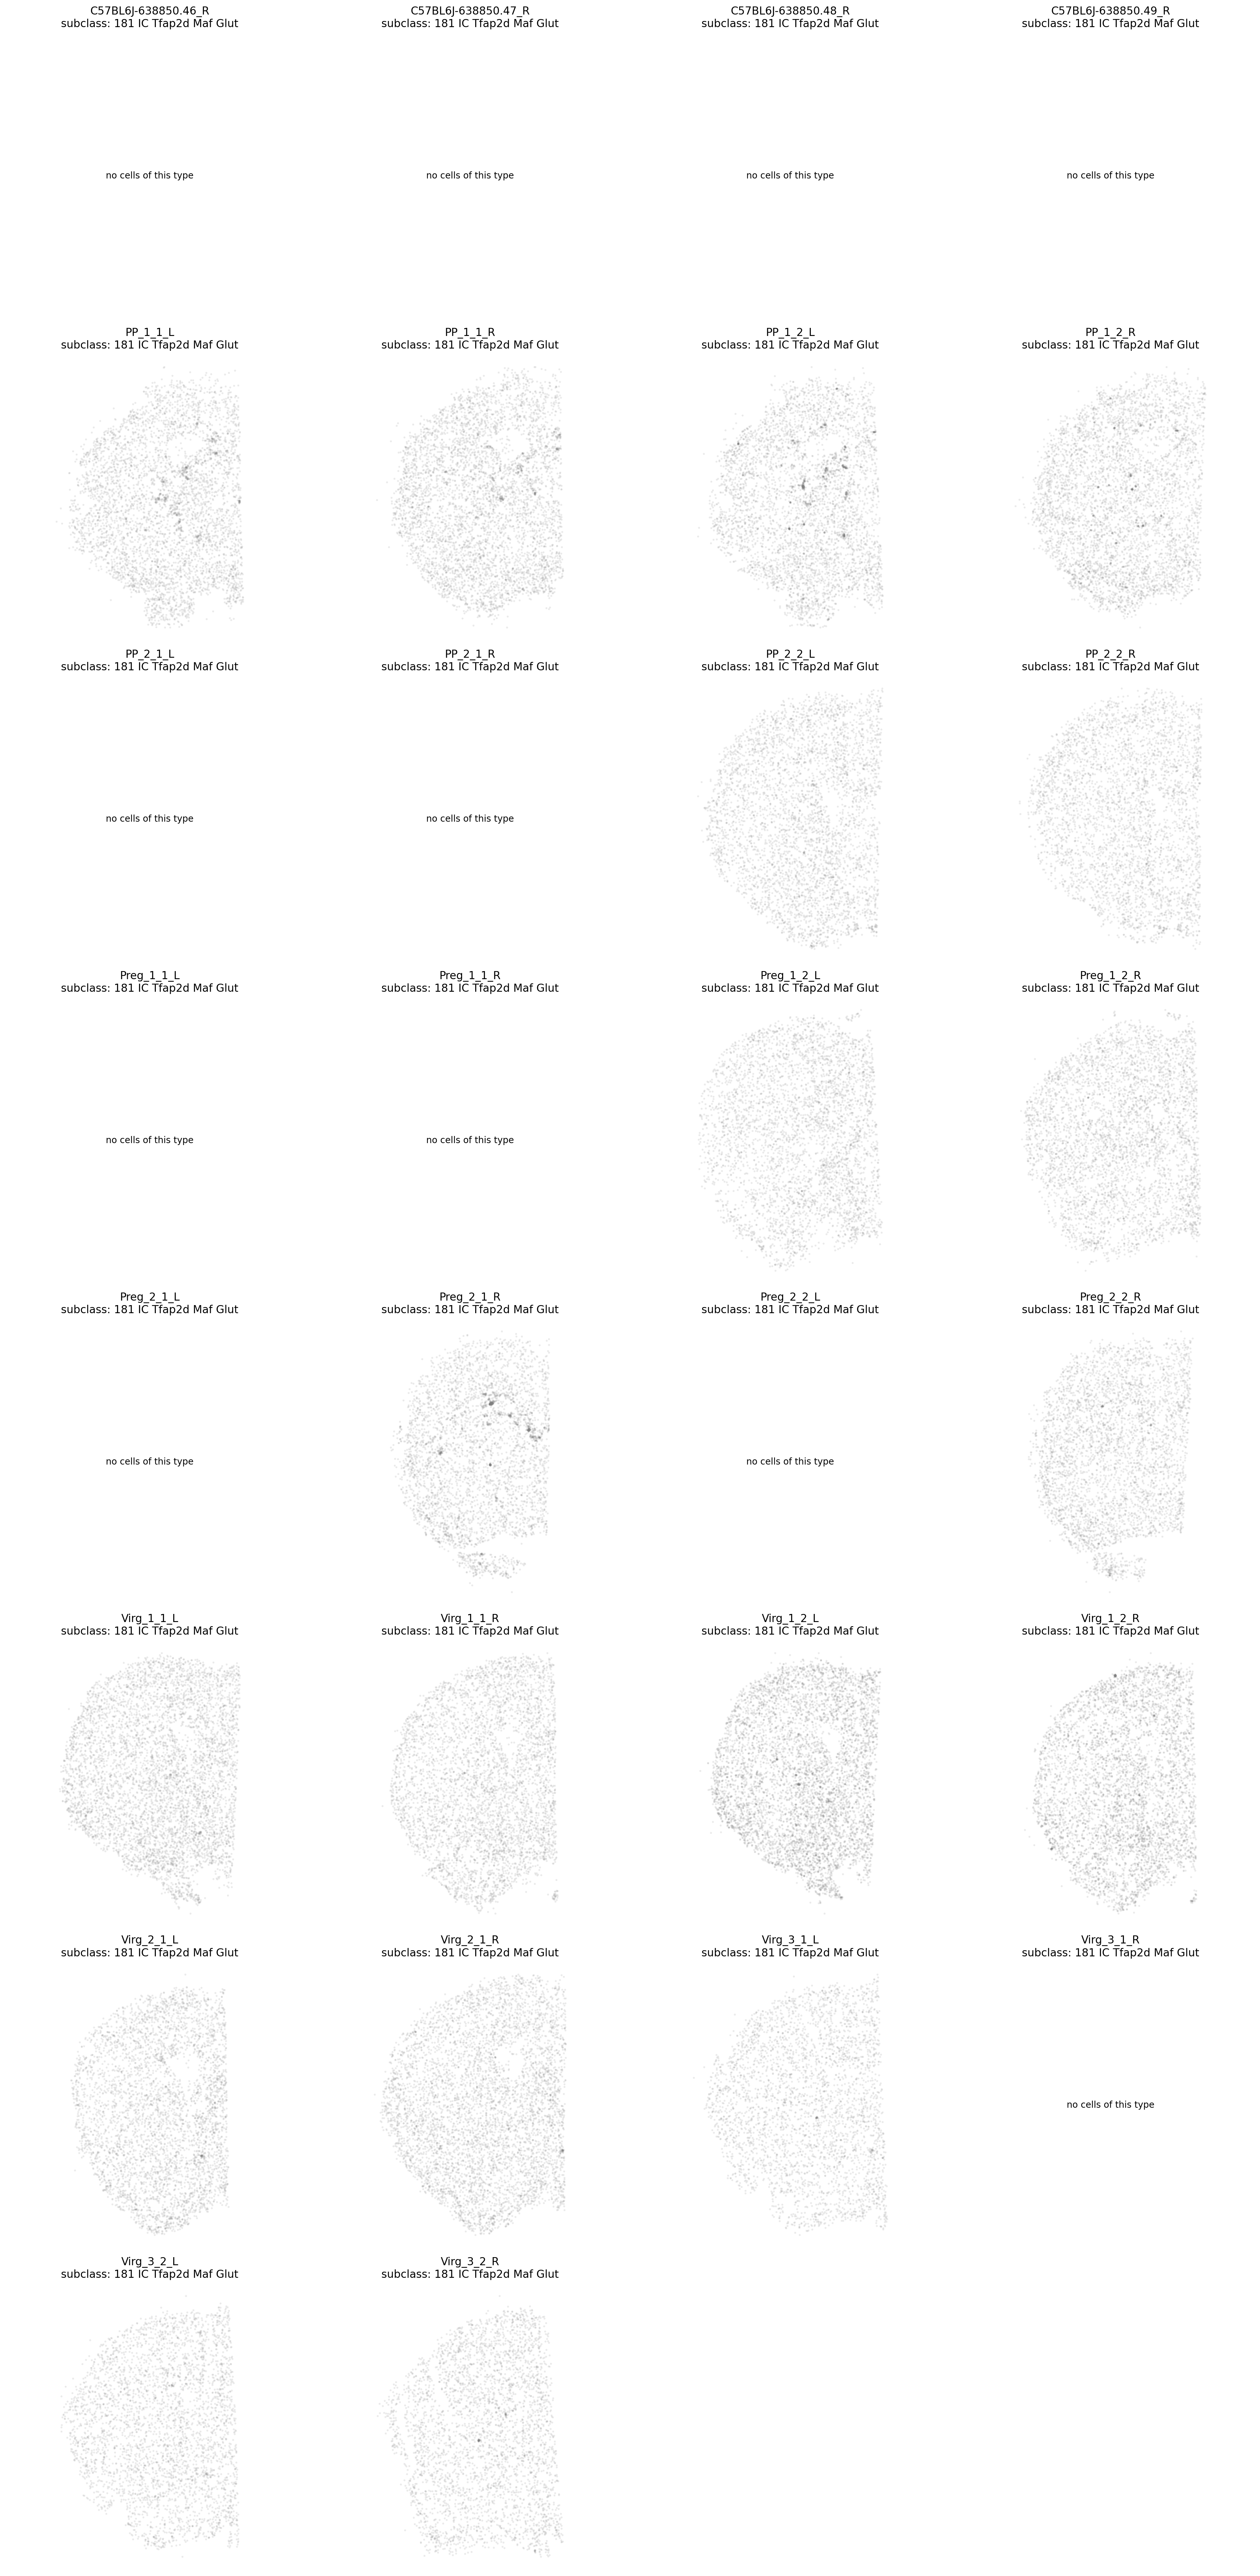 C57BL6J-638850.46_R
subclass: 181 IC Tfap2d Maf Glut
C57BL6J-638850.47_R
subclass: 181 IC Tfap2d Maf Glut
C57BL6J-638850.48_R
subclass: 181 IC Tfap2d Maf Glut
C57BL6J-638850.49_R
subclass: 181 IC Tfap2d Maf Glut
no cells of this type
no cells of this type
no cells of this type
no cells of this type
PP_1_1_L
subclass: 181 IC Tfap2d Maf Glut
PP_1_1_R
subclass: 181 IC Tfap2d Maf Glut
PP_1_2_L
subclass: 181 IC Tfap2d Maf Glut
PP_1_2_R
subclass: 181 IC Tfap2d Maf Glut
PP_2_1_L
subclass: 181 IC Tfap2d Maf Glut
PP_2_1_R
subclass: 181 IC Tfap2d Maf Glut
PP_2_2_L
subclass: 181 IC Tfap2d Maf Glut
PP_2_2_R
subclass: 181 IC Tfap2d Maf Glut
no cells of this type
no cells of this type
Preg_1_1_L
subclass: 181 IC Tfap2d Maf Glut
Preg_1_1_R
subclass: 181 IC Tfap2d Maf Glut
Preg_1_2_L
subclass: 181 IC Tfap2d Maf Glut
Preg_1_2_R
subclass: 181 IC Tfap2d Maf Glut
no cells of this type
no cells of this type
Preg_2_1_L
subclass: 181 IC Tfap2d Maf Glut
Preg_2_1_R
subclass: 181 IC Tfap2d Maf Glut
Preg_2_2_L
subclass: 181 IC Tfap2d Maf Glut
Preg_2_2_R
subclass: 181 IC Tfap2d Maf Glut
no cells of this type
no cells of this type
Virg_1_1_L
subclass: 181 IC Tfap2d Maf Glut
Virg_1_1_R
subclass: 181 IC Tfap2d Maf Glut
Virg_1_2_L
subclass: 181 IC Tfap2d Maf Glut
Virg_1_2_R
subclass: 181 IC Tfap2d Maf Glut
Virg_2_1_L
subclass: 181 IC Tfap2d Maf Glut
Virg_2_1_R
subclass: 181 IC Tfap2d Maf Glut
Virg_3_1_L
subclass: 181 IC Tfap2d Maf Glut
Virg_3_1_R
subclass: 181 IC Tfap2d Maf Glut
no cells of this type
Virg_3_2_L
subclass: 181 IC Tfap2d Maf Glut
Virg_3_2_R
subclass: 181 IC Tfap2d Maf Glut